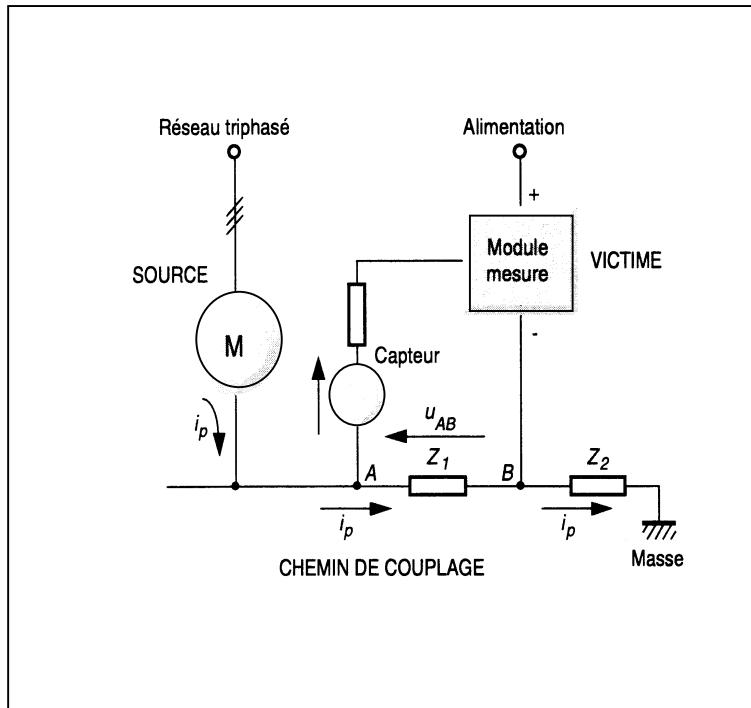 Réseau triphasé
Alimentation
+
Module
mesure
VICTIME
SOURCE
-
M
Capteur
u_AB
i_p
A
Z_1
B
Z_2
i_p
i_p
Masse
CHEMIN DE COUPLAGE